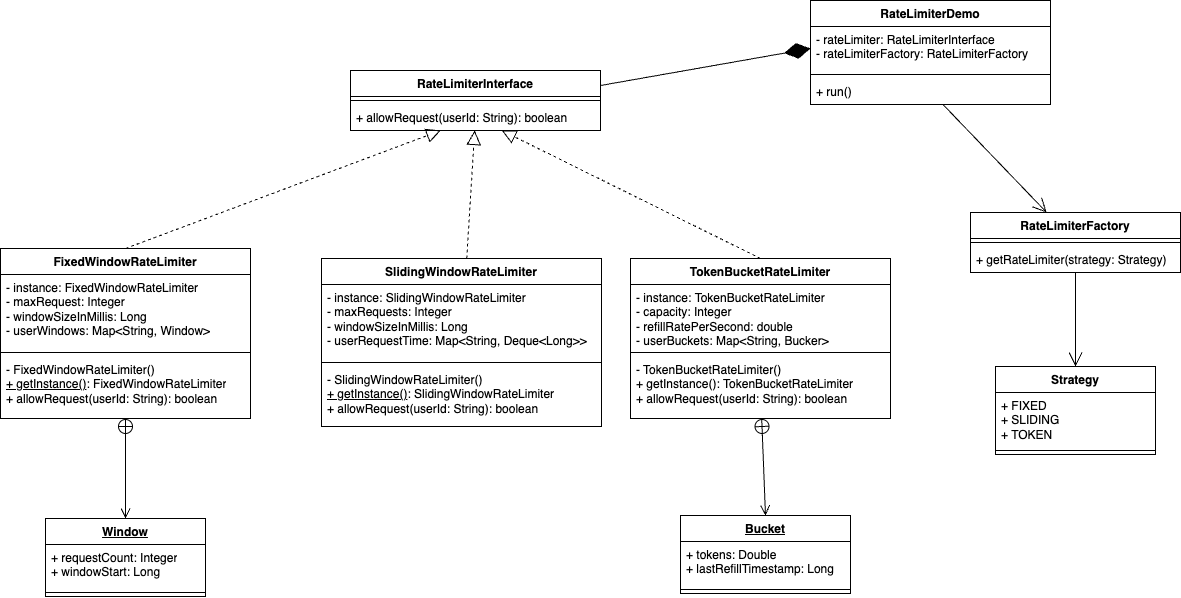 RateLimiterDemo
- rateLimiter: RateLimiterInterface
- rateLimiterFactory: RateLimiterFactory
+ run()
RateLimiterInterface
+ allowRequest(userId: String): boolean
RateLimiterFactory
+ getRateLimiter(strategy: Strategy)
FixedWindowRateLimiter
- instance: FixedWindowRateLimiter
- maxRequest: Integer
- windowSizeInMillis: Long
- userWindows: Map<String, Window>
- FixedWindowRateLimiter()
+ getInstance(): FixedWindowRateLimiter
+ allowRequest(userId: String): boolean
SlidingWindowRateLimiter
- instance: SlidingWindowRateLimiter
- maxRequests: Integer
- windowSizeInMillis: Long
- userRequestTime: Map<String, Deque<Long>>
- SlidingWindowRateLimiter()
+ getInstance(): SlidingWindowRateLimiter
+ allowRequest(userId: String): boolean
TokenBucketRateLimiter
- instance: TokenBucketRateLimiter
- capacity: Integer
- refillRatePerSecond: double
- userBuckets: Map<String, Bucker>
- TokenBucketRateLimiter()
+ getInstance(): TokenBucketRateLimiter
+ allowRequest(userId: String): boolean
Strategy
+ FIXED
+ SLIDING
+ TOKEN
Window
+ requestCount: Integer
+ windowStart: Long
Bucket
+ tokens: Double
+ lastRefillTimestamp: Long